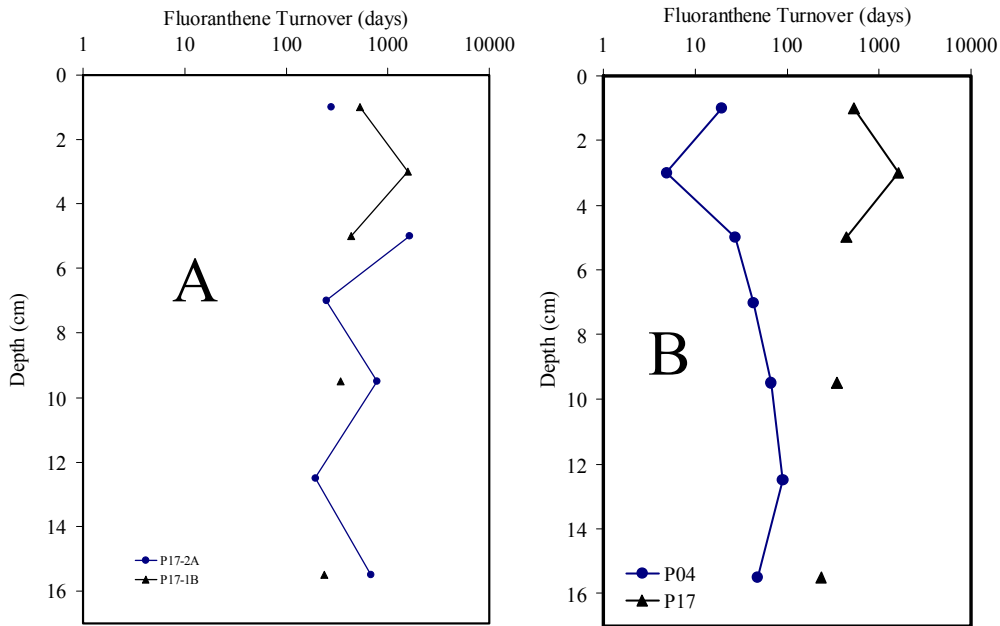 Fluoranthene Turnover (days)
1 10 100 1000 10000
0
2
4
6
8
10
12
14
16
Depth (cm)
A
P17-2A
P17-1B
Fluoranthene Turnover (days)
1 10 100 1000 10000
0
2
4
6
8
10
12
14
16
Depth (cm)
B
P04
P17